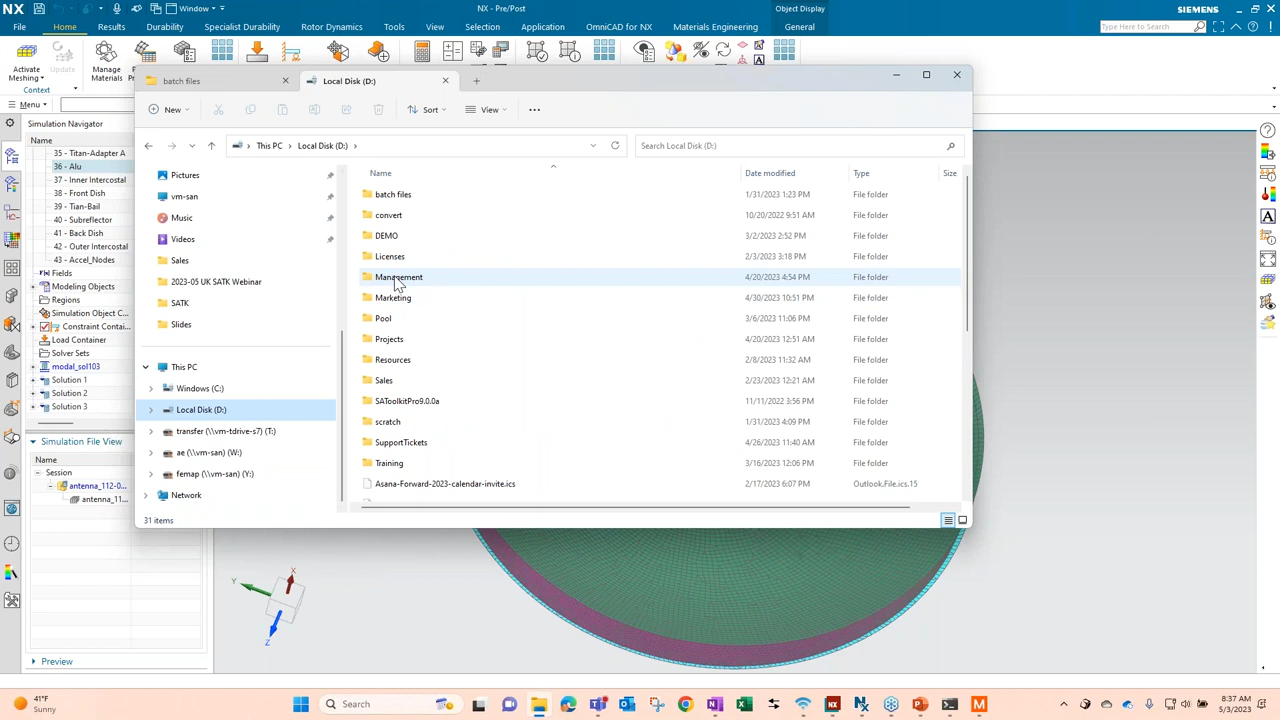 NX
Window
NX - Pre/Post
Object Display
SIEMENS
File
Home
Results
Durability
Specialist Durability
Rotor Dynamics
Tools
View
Selection
OmniCAD for NX
Materials Engineering
General
Type Here to Search
Activate
Meshing
Update
Manage
Materials
Context
Menu
Simulation Navigator
Name
35 - Titan-Adapter A
36 - Alu
37 - Inner Intercostal
38 - Front Dish
39 - Tian-Bail
40 - Subreflector
41 - Back Dish
42 - Outer Intercostal
43 - Accel_Nodes
Fields
Modeling Objects
Regions
Simulation Object C...
Constraint Contai...
Load Container
Solver Sets
modal_sol103
Solution 1
Solution 2
Solution 3
Simulation File View
Name
Session
antenna_112-0...
antenna_11...
Preview
batch files
Local Disk (D:)
New
Sort
View
This PC
Local Disk (D:)
Search Local Disk (D:)
Pictures
vm-san
Music
Videos
Sales
2023-05 UK SATK Webinar
SATK
Slides
This PC
Windows (C:)
Local Disk (D:)
transfer (\\vm-tdrive-s7) (T:)
ae (\\vm-san) (W:)
femap (\\vm-san) (Y:)
Network
Name Date modified Type Size
batch files 1/31/2023 1:23 PM File folder
convert 10/20/2022 9:51 AM File folder
DEMO 3/2/2023 2:52 PM File folder
Licenses 2/3/2023 3:18 PM File folder
Management 4/20/2023 4:54 PM File folder
Marketing 4/30/2023 10:51 PM File folder
Pool 3/6/2023 11:06 PM File folder
Projects 4/20/2023 12:51 AM File folder
Resources 2/8/2023 11:32 AM File folder
Sales 2/23/2023 12:21 AM File folder
SAToolkitPro9.0.0a 11/11/2022 3:56 PM File folder
scratch 1/31/2023 4:09 PM File folder
SupportTickets 4/26/2023 11:40 AM File folder
Training 3/16/2023 12:06 PM File folder
Asana-Forward-2023-calendar-invite.ics 2/17/2023 6:07 PM Outlook.File.ics.15
31 items
X
Y
Z
41°F
Sunny
Search
8:37 AM
5/3/2023